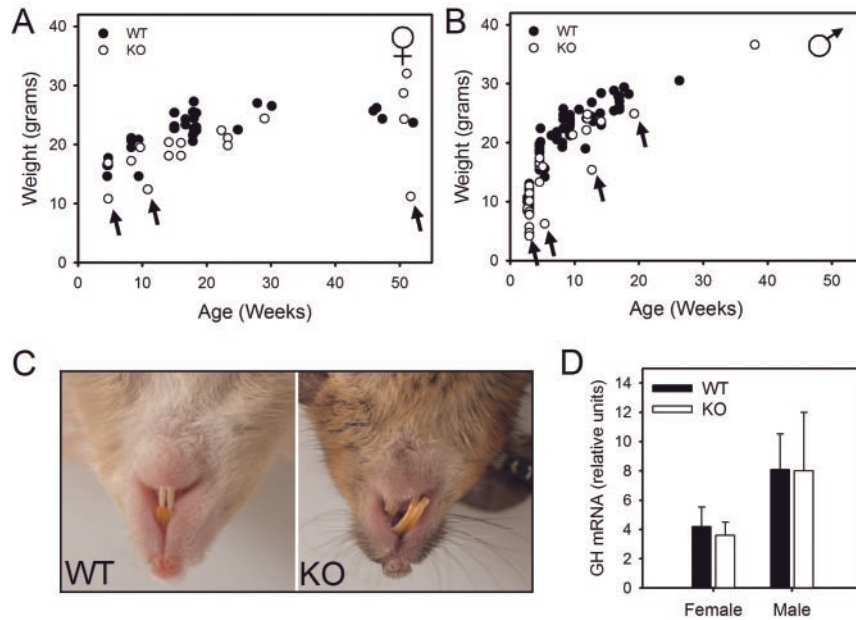 A
WT
KO
Weight (grams)
40
30
20
10
0
0 10 20 30 40 50
Age (Weeks)
B
WT
KO
Weight (grams)
40
30
20
10
0
0 10 20 30 40 50
Age (Weeks)
C
WT
KO
D
WT
KO
GH mRNA (relative units)
14
12
10
8
6
4
2
0
Female Male